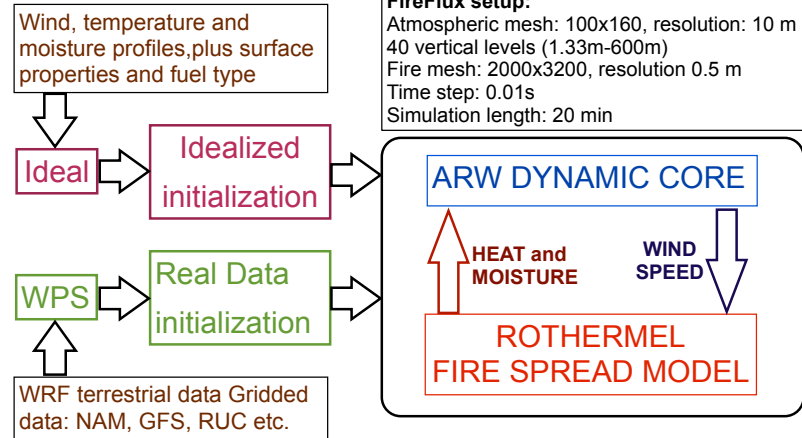 Wind, temperature and
moisture profiles,plus surface
properties and fuel type
FireFlux setup:
Atmospheric mesh: 100x160, resolution: 10 m
40 vertical levels (1.33m-600m)
Fire mesh: 2000x3200, resolution 0.5 m
Time step: 0.01s
Simulation length: 20 min
Ideal
Idealized
initialization
ARW DYNAMIC CORE
HEAT and
MOISTURE
WIND
SPEED
WPS
Real Data
initialization
ROTHERMEL
FIRE SPREAD MODEL
WRF terrestrial data Gridded
data: NAM, GFS, RUC etc.